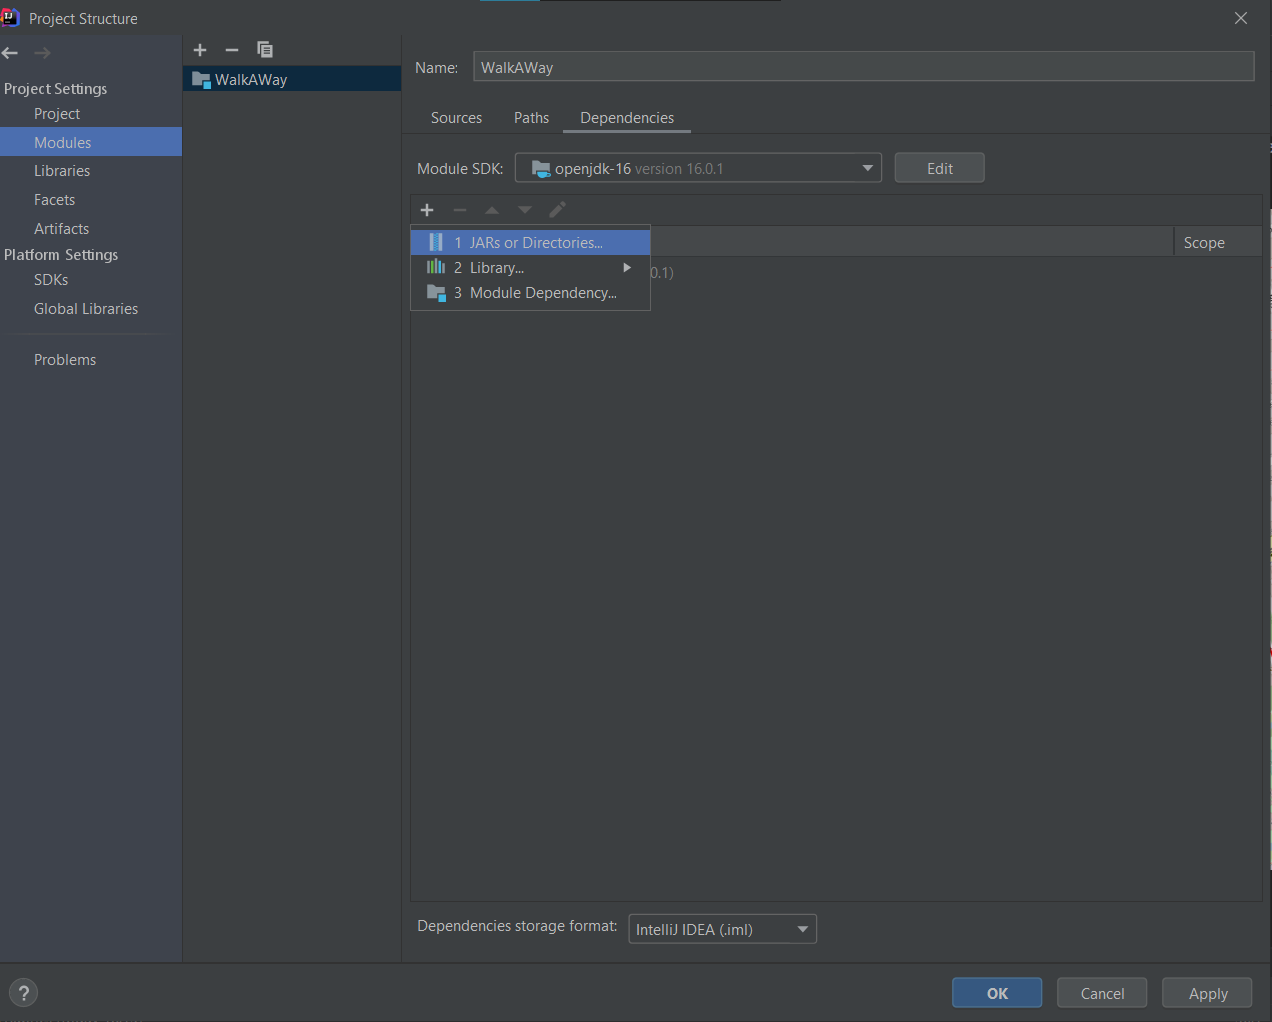 Project Structure
Project Settings
Project
Modules
Libraries
Facets
Artifacts
Platform Settings
SDKs
Global Libraries
Problems
WalkAWay
Name: WalkAWay
Sources Paths Dependencies
Module SDK: openjdk-16 version 16.0.1 Edit
Scope
1 JARs or Directories...
0.1)
2 Library...
3 Module Dependency...
Dependencies storage format: IntelliJ IDEA (.iml)
? OK Cancel Apply